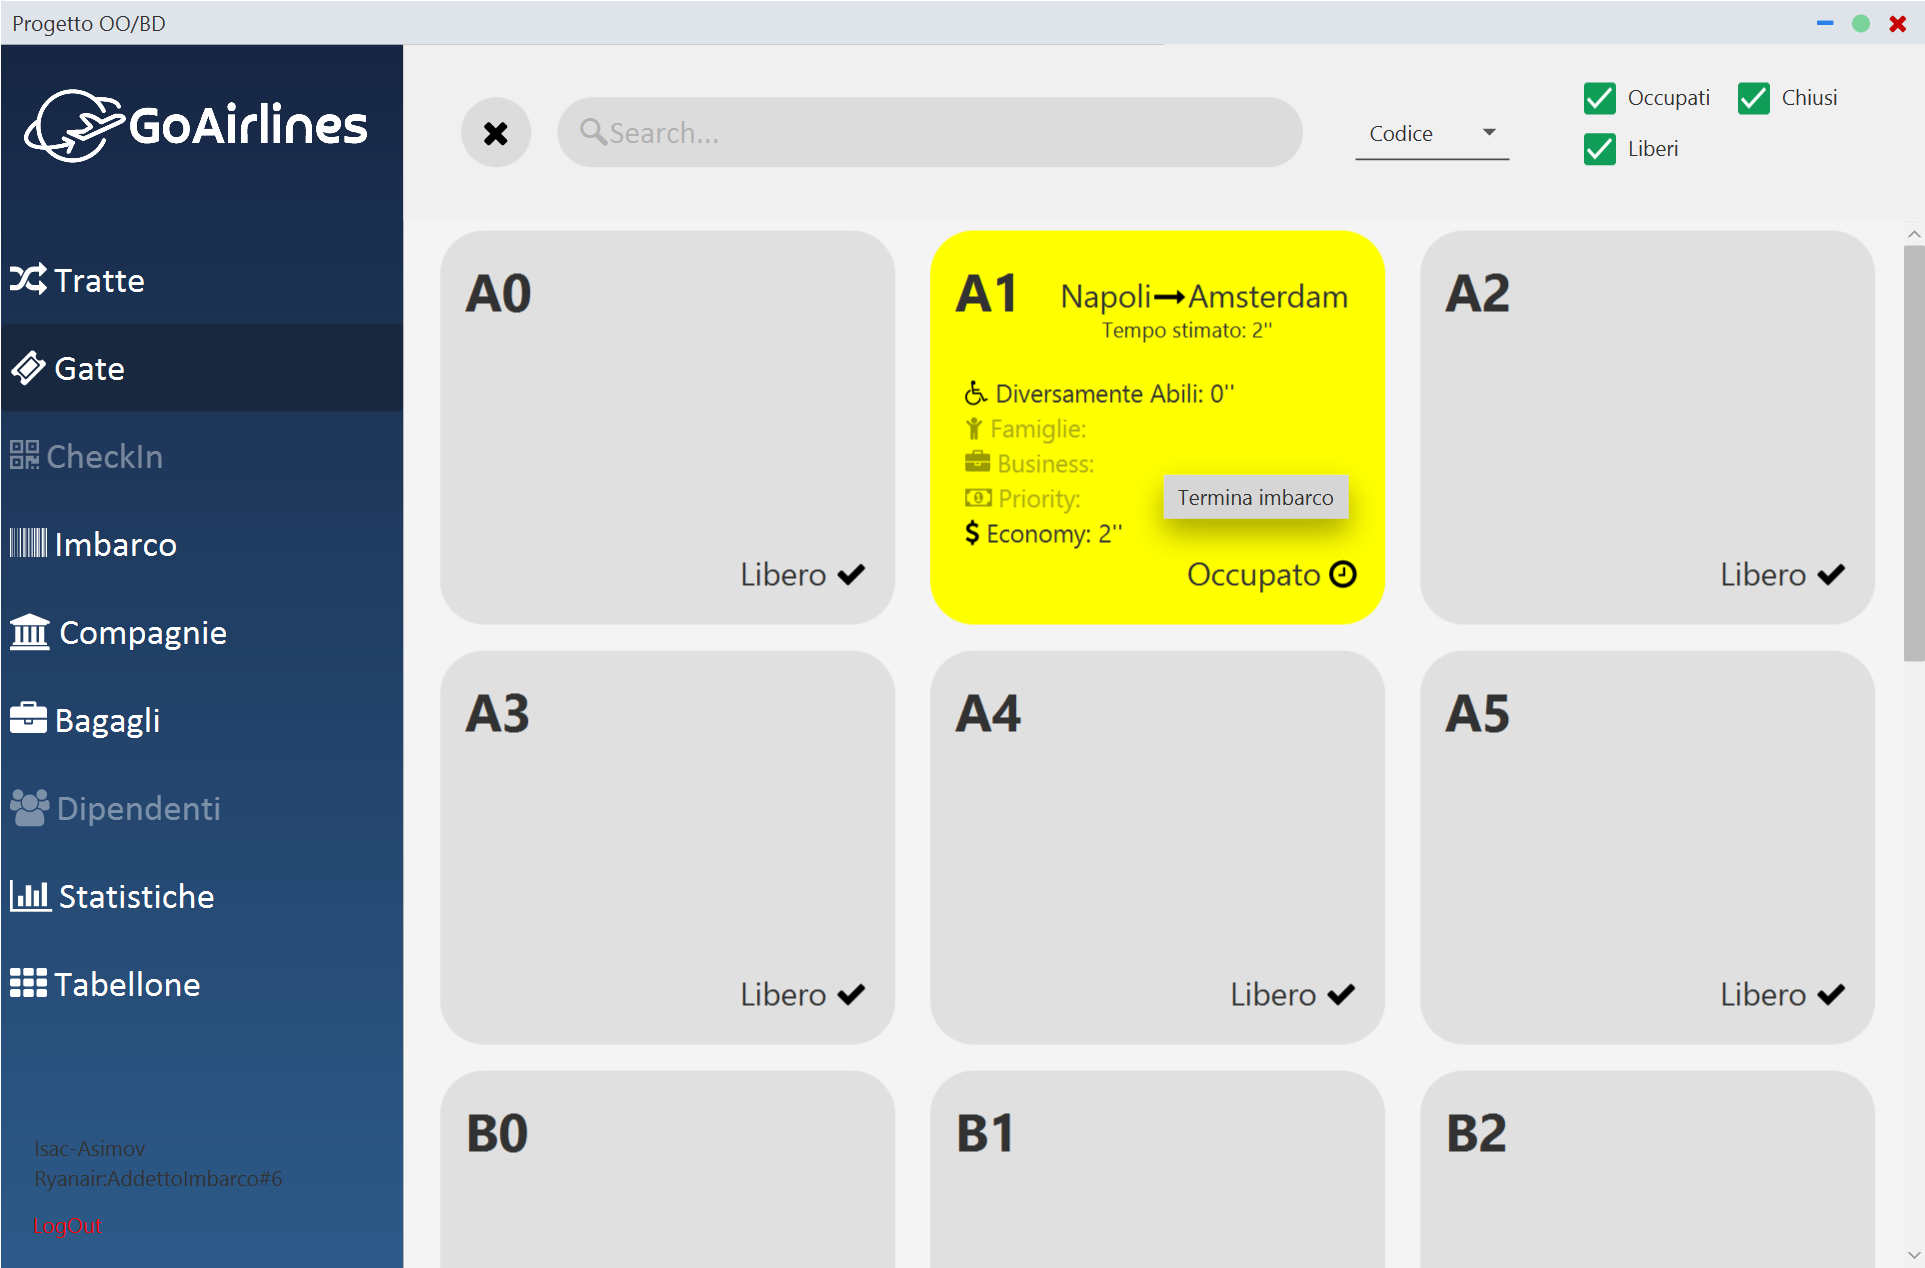 Progetto OO/BD
GoAirlines
Tratte
Gate
CheckIn
Imbarco
Compagnie
Bagagli
Dipendenti
Statistiche
Tabellone
Isac-Asimov
Ryanair:AddettoImbarco#6
LogOut
Search...
Codice
Occupati
Chiusi
Liberi
A0
Libero
A1
Napoli
Amsterdam
Tempo stimato: 2''
Diversamente Abili: 0''
Famiglie:
Business:
Priority:
Economy: 2''
Termina imbarco
Occupato
A2
Libero
A3
Libero
A4
Libero
A5
Libero
B0
B1
B2